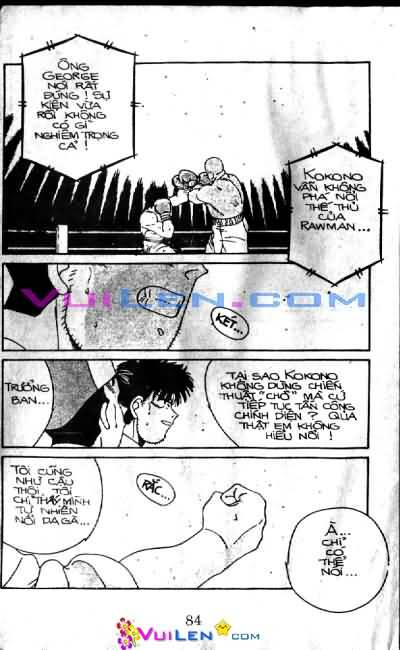 ÔNG
GEORGE
NÓI RẤT
ĐÚNG! SỰ
KIỆN VỪA
RỒI KHÔNG
CÓ GÌ
NGHIÊM TRỌNG
CẢ!
KOKONO
VẪN KHÔNG
PHÁ NỔI
THẾ THỦ
CỦA
RAWMAN...
VUILEN.COM
KÉT...
TRƯỞNG
BAN...
TẠI SAO KOKONO
KHÔNG DÙNG CHIẾN
THUẬT "CHỜ" MÀ CỨ
TIẾP TỤC TẤN CÔNG
CHÍNH DIỆN? QUẢ
THẬT EM KHÔNG
HIỂU NỔI!
TÔI CŨNG
NHƯ CẬU
THÔI, TÔI
CHỈ THẤY MÌNH
TỰ NHIÊN
NỔI DA GÀ...
RẮC...
À...
CHỈ
CÓ
THỂ
NÓI...
84
VUILEN.COM